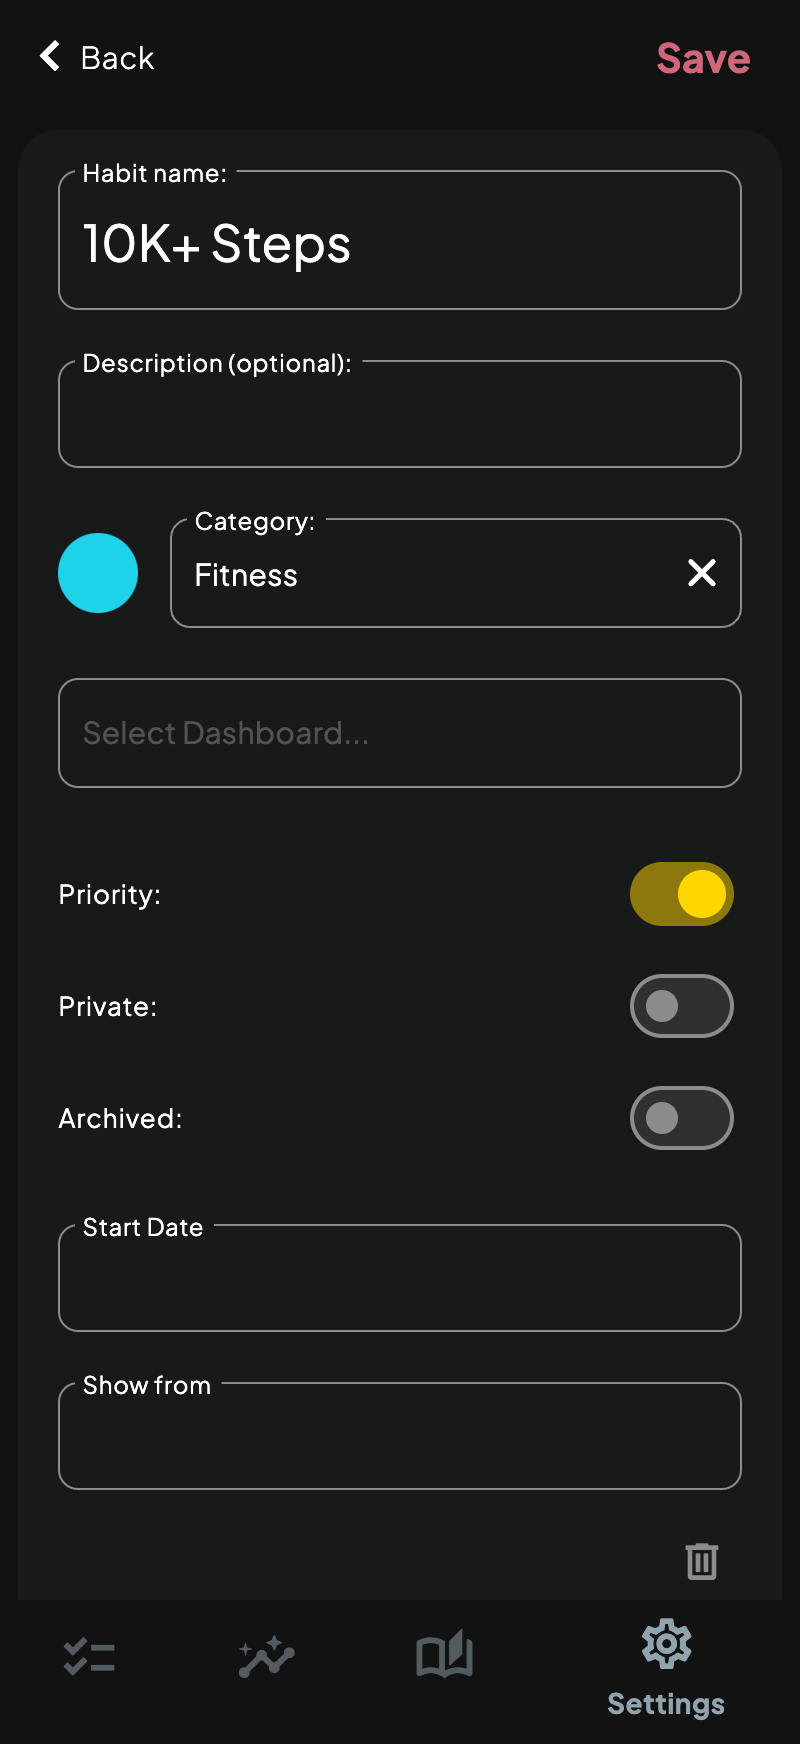 Back
Save
Habit name:
10K+ Steps
Description (optional):
Category:
Fitness
Select Dashboard...
Priority:
Private:
Archived:
Start Date
Show from
Settings